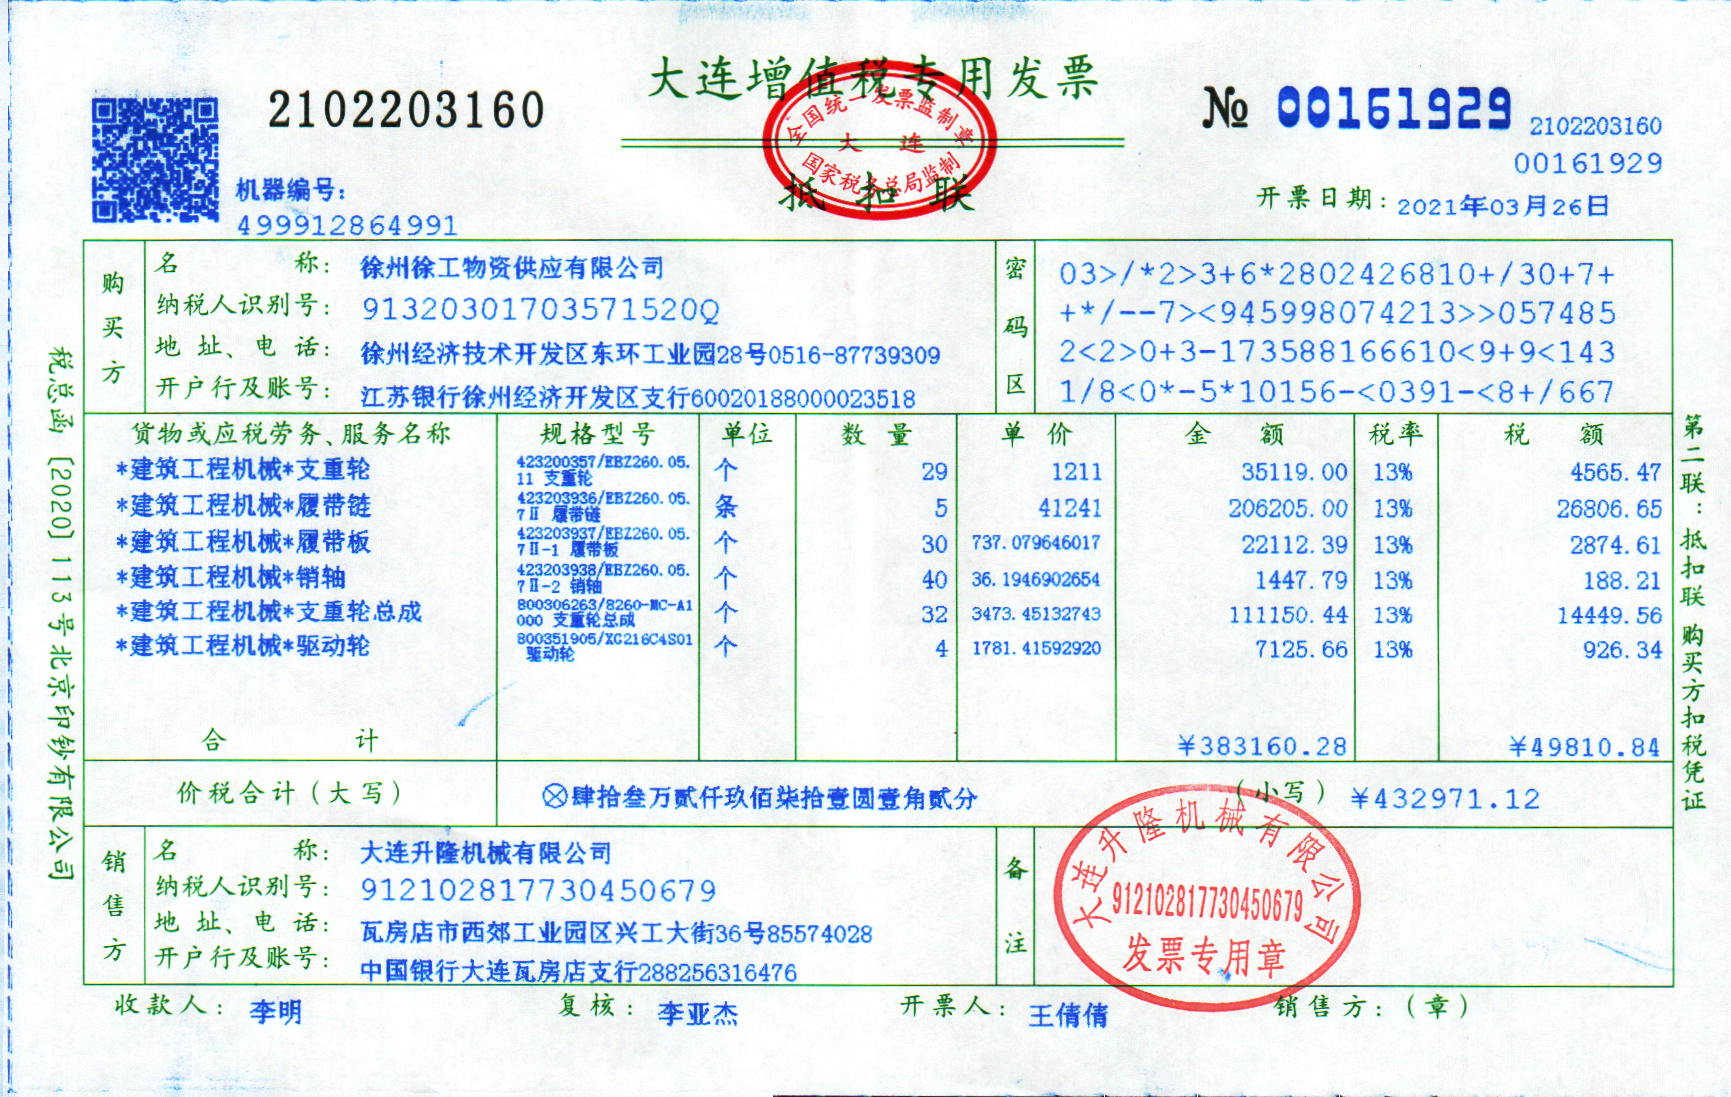 大连增值税专用发票
全国统一发票监制章
大 连
国家税务总局监制
抵 扣 联
2102203160
№ 00161929
2102203160
00161929
机器编号:
499912864991
开票日期: 2021年03月26日
购买方
名 称: 徐州徐工物资供应有限公司
纳税人识别号: 91320301703571520Q
地 址、电 话: 徐州经济技术开发区东环工业园28号0516-87739309
开户行及账号: 江苏银行徐州经济开发区支行60020188000023518
密码区
03>/*2>3+6*2802426810+/30+7+
+*/--7><945998074213>>057485
2<2>0+3-173588166610<9+9<143
1/8<0*-5*10156-<0391-<8+/667
货物或应税劳务、服务名称 规格型号 单位 数 量 单 价 金 额 税率 税 额
*建筑工程机械*支重轮 423200357/EBZ260.05.11 支重轮 个 29 1211 35119.00 13% 4565.47
*建筑工程机械*履带链 423203936/EBZ260.05.7Ⅱ 履带链 条 5 41241 206205.00 13% 26806.65
*建筑工程机械*履带板 423203937/EBZ260.05.7Ⅱ-1 履带板 个 30 737.079646017 22112.39 13% 2874.61
*建筑工程机械*销轴 423203938/EBZ260.05.7Ⅱ-2 销轴 个 40 36.1946902654 1447.79 13% 188.21
*建筑工程机械*支重轮总成 800306263/8260-MC-A1000 支重轮总成 个 32 3473.45132743 111150.44 13% 14449.56
*建筑工程机械*驱动轮 800351905/XG216C4S01 驱动轮 个 4 1781.41592920 7125.66 13% 926.34
合 计 ¥383160.28 ¥49810.84
价税合计（大写） ⊗肆拾叁万贰仟玖佰柒拾壹圆壹角贰分 （小写） ¥432971.12
销售方
名 称: 大连升隆机械有限公司
纳税人识别号: 912102817730450679
地 址、电 话: 瓦房店市西郊工业园区兴工大街36号85574028
开户行及账号: 中国银行大连瓦房店支行288256316476
备注
大连升隆机械有限公司
912102817730450679
发票专用章
收款人: 李明 复核: 李亚杰 开票人: 王倩倩 销售方:（章）
税总函〔2020〕113号北京印钞有限公司
第二联:抵扣联 购买方扣税凭证